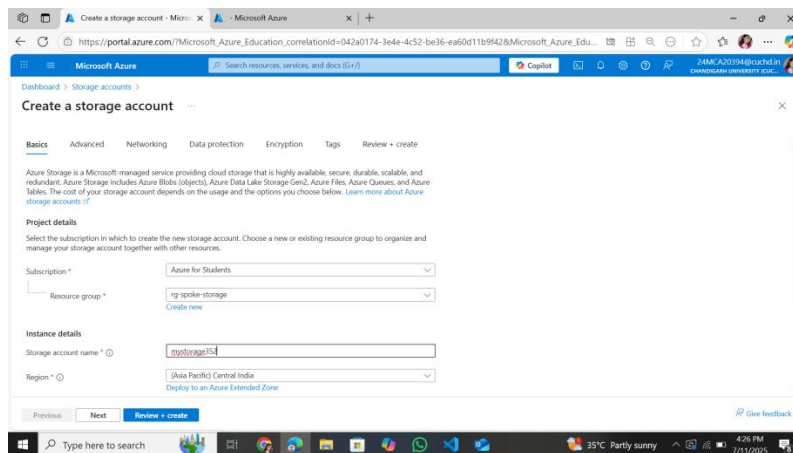 Create a storage account - Micros
- Microsoft Azure
https://portal.azure.com/?Microsoft_Azure_Education_correlationId=042a0174-3e4e-4c52-be36-ea60d11b9f42&Microsoft_Azure_Edu...
Microsoft Azure
Search resources, services, and docs (G+/)
Copilot
24MCA20394@cuchd.in
CHANDIGARH UNIVERSITY (CUC...
Dashboard > Storage accounts >
Create a storage account ...
Basics Advanced Networking Data protection Encryption Tags Review + create
Azure Storage is a Microsoft-managed service providing cloud storage that is highly available, secure, durable, scalable, and
redundant. Azure Storage includes Azure Blobs (objects), Azure Data Lake Storage Gen2, Azure Files, Azure Queues, and Azure
Tables. The cost of your storage account depends on the usage and the options you choose below. Learn more about Azure
storage accounts
Project details
Select the subscription in which to create the new storage account. Choose a new or existing resource group to organize and
manage your storage account together with other resources.
Subscription *
Azure for Students
Resource group *
rg-spoke-storage
Create new
Instance details
Storage account name *
mystorage352
Region *
(Asia Pacific) Central India
Deploy to an Azure Extended Zone
Previous Next Review + create
Give feedback
Type here to search
35°C Partly sunny
4:26 PM
7/11/2025